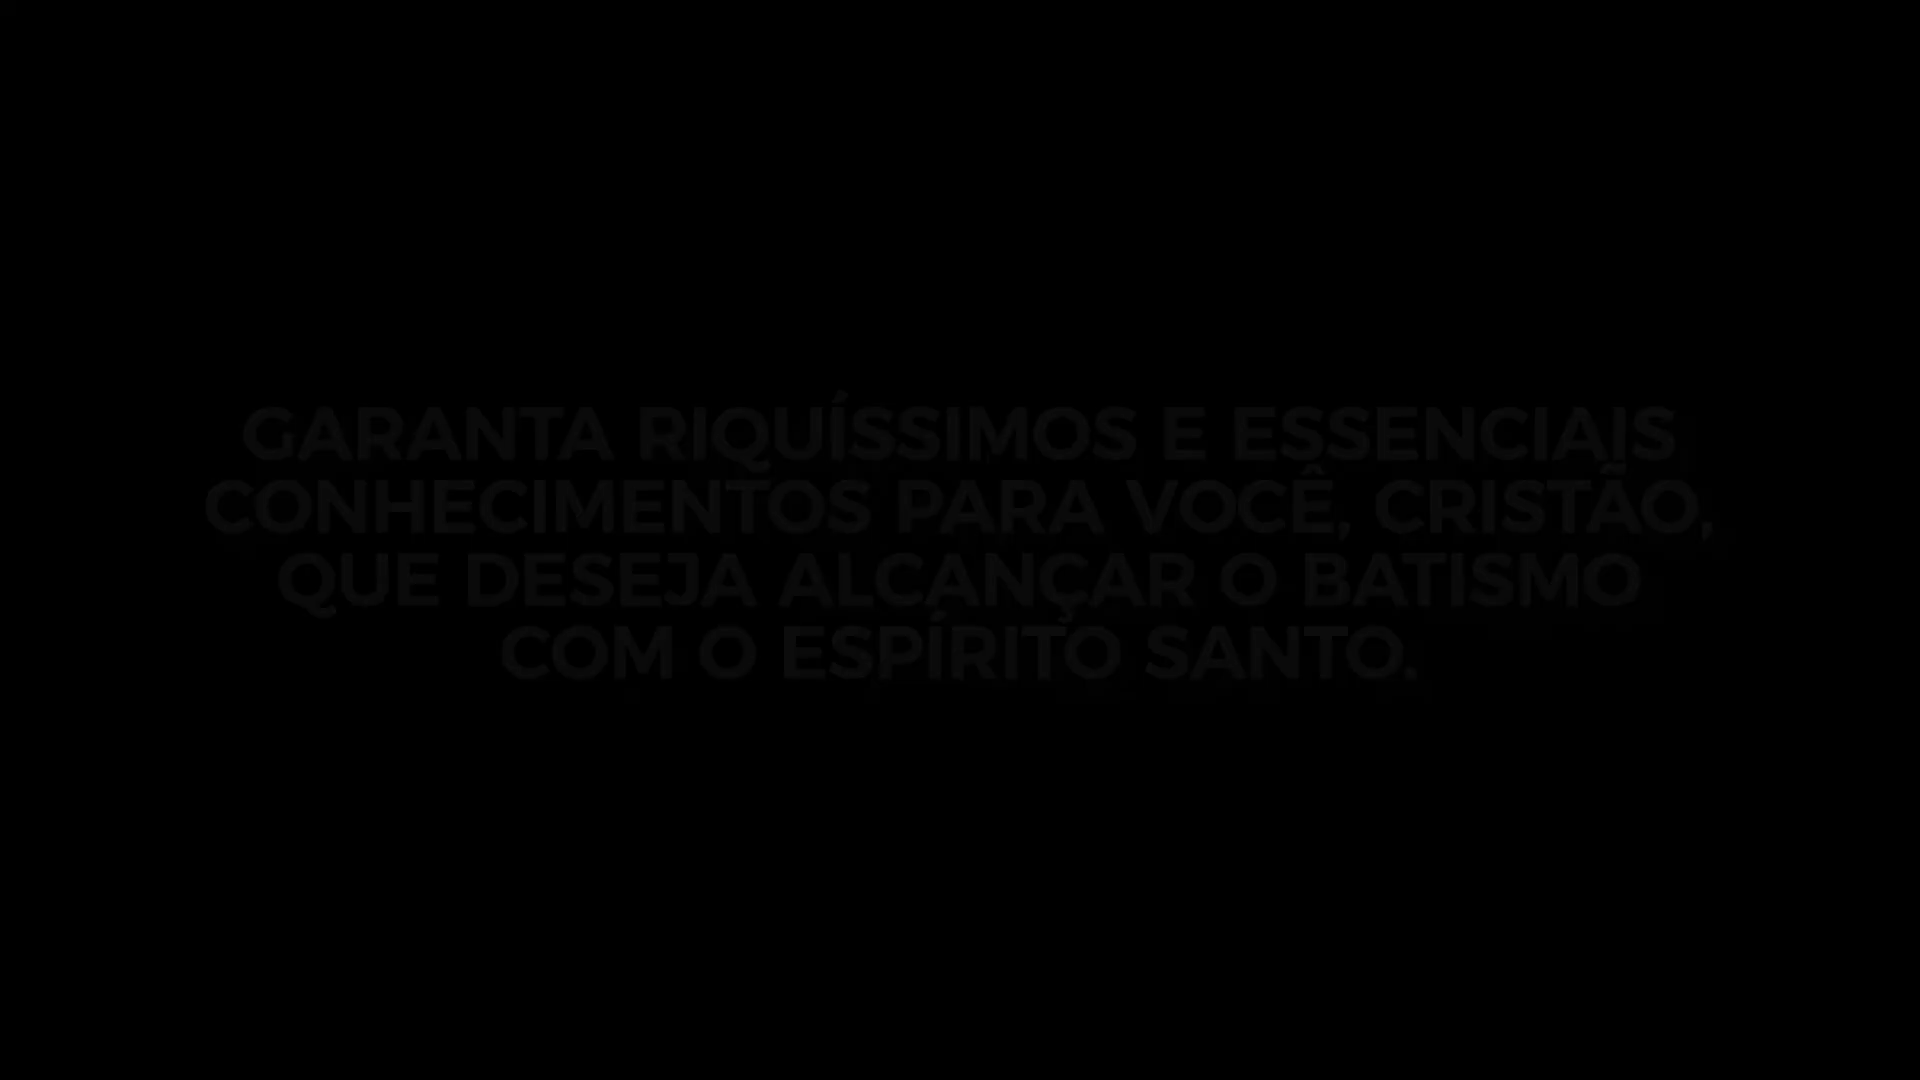 GARANTA RIQUÍSSIMOS E ESSENCIAIS
CONHECIMENTOS PARA VOCÊ, CRISTÃO,
QUE DESEJA ALCANÇAR O BATISMO
COM O ESPÍRITO SANTO.